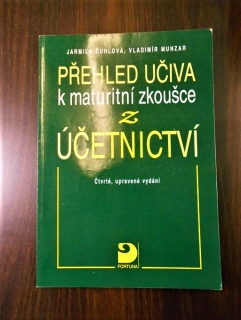 JARMILA ČUHLOVÁ, VLADIMÍR MUNZAR
PŘEHLED UČIVA
k maturitní zkoušce
z
ÚČETNICTVÍ
Čtvrté, upravené vydání
FORTUNA